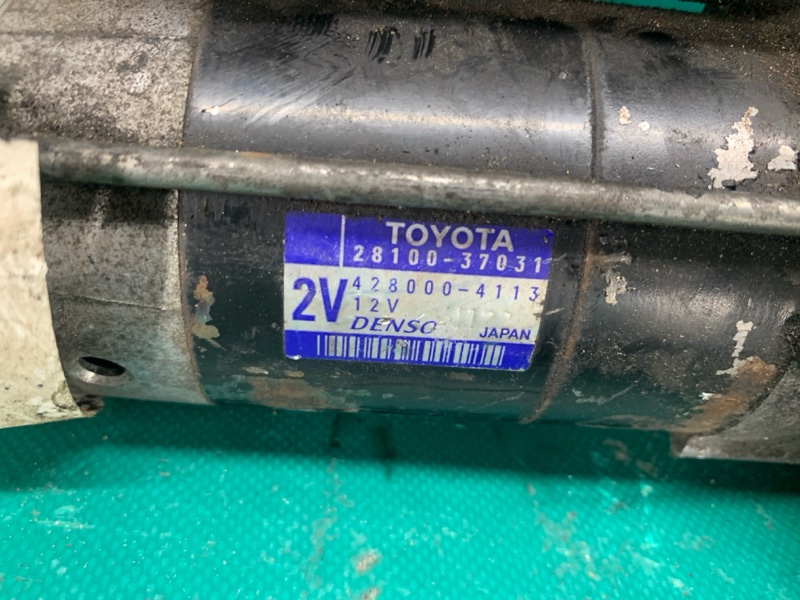 TOYOTA
28100-37031
2V
428000-4113
12V
DENSO
JAPAN